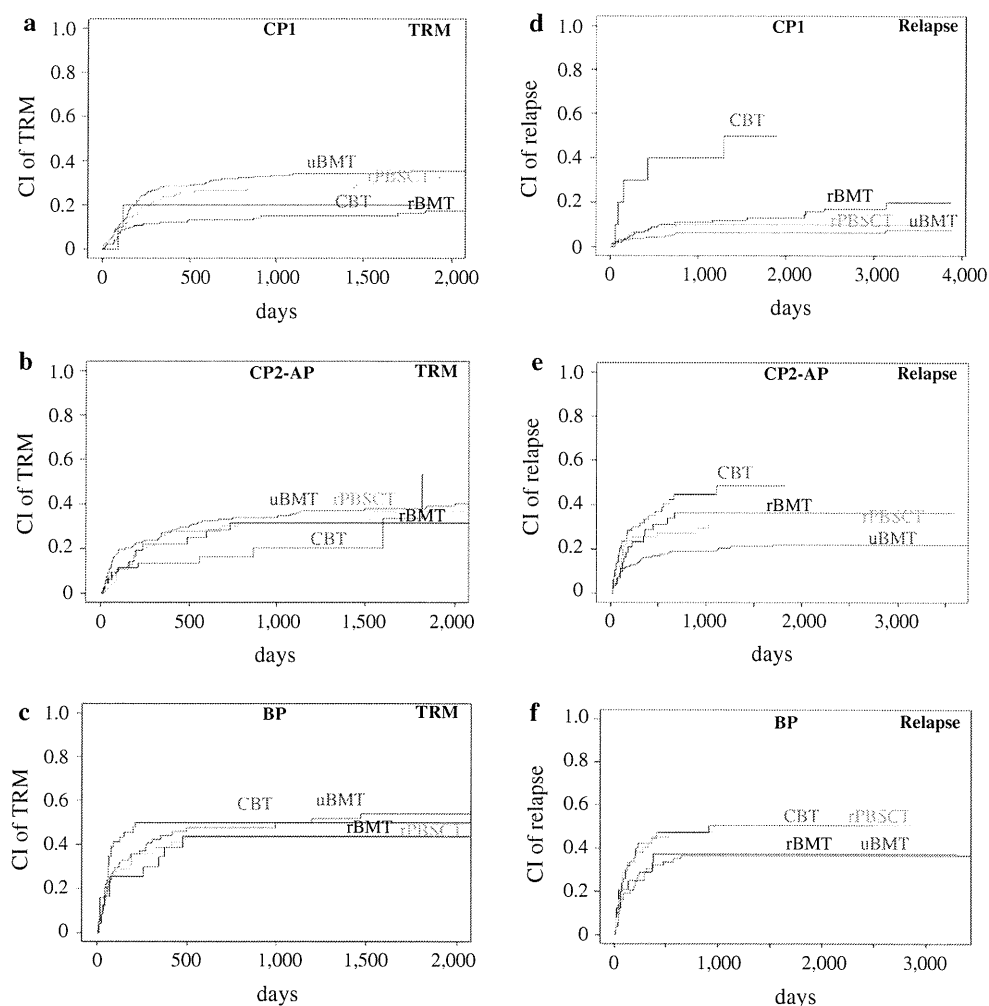 a
CP1 TRM
CI of TRM
1.0
0.8
0.6
0.4
0.2
0
uBMT
rPBSCT
CBT
rBMT
0 500 1,000 1,500 2,000
days
d
CP1 Relapse
CI of relapse
1.0
0.8
0.6
0.4
0.2
0
CBT
rBMT
rPBSCT
uBMT
0 1,000 2,000 3,000 4,000
days
b
CP2-AP TRM
CI of TRM
1.0
0.8
0.6
0.4
0.2
0
uBMT
rPBSCT
rBMT
CBT
0 500 1,000 1,500 2,000
days
e
CP2-AP Relapse
CI of relapse
1.0
0.8
0.6
0.4
0.2
0
CBT
rBMT
rPBSCT
uBMT
0 1,000 2,000 3,000
days
c
BP TRM
CI of TRM
1.0
0.8
0.6
0.4
0.2
0
CBT
uBMT
rBMT
rPBSCT
0 500 1,000 1,500 2,000
days
f
BP Relapse
CI of relapse
1.0
0.8
0.6
0.4
0.2
0
CBT
rPBSCT
rBMT
uBMT
0 1,000 2,000 3,000
days